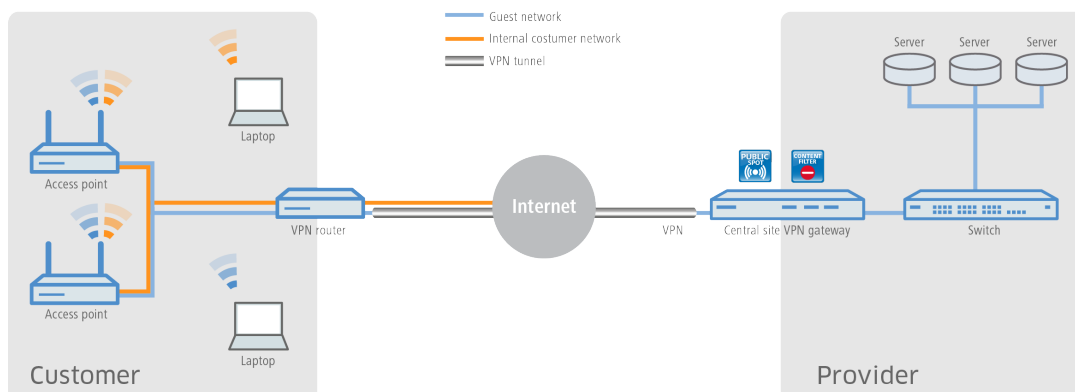 Guest network
Internal costumer network
VPN tunnel
Server
Server
Server
Laptop
Access point
PUBLIC
SPOT
CONTENT
FILTER
Internet
VPN router
VPN
Central site VPN gateway
Switch
Access point
Laptop
Customer
Provider